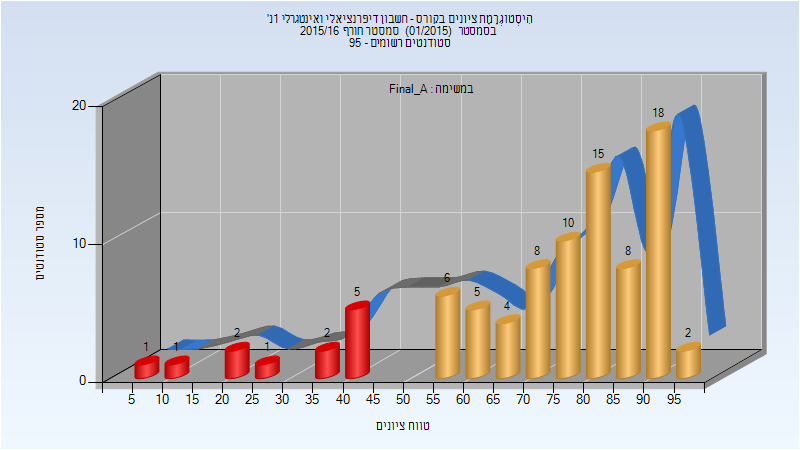 היסטוגרמת ציונים בקורס - חשבון דיפרנציאלי ואינטגרלי 1נ'
בסמסטר (01/2015) סמסטר חורף 2015/16
סטודנטים רשומים - 95
במשימה : Final_A
מספר סטודנטים
20
10
0
1 1 2 1 2 5 6 5 4 8 10 15 8 18 2
5 10 15 20 25 30 35 40 45 50 55 60 65 70 75 80 85 90 95
טווח ציונים